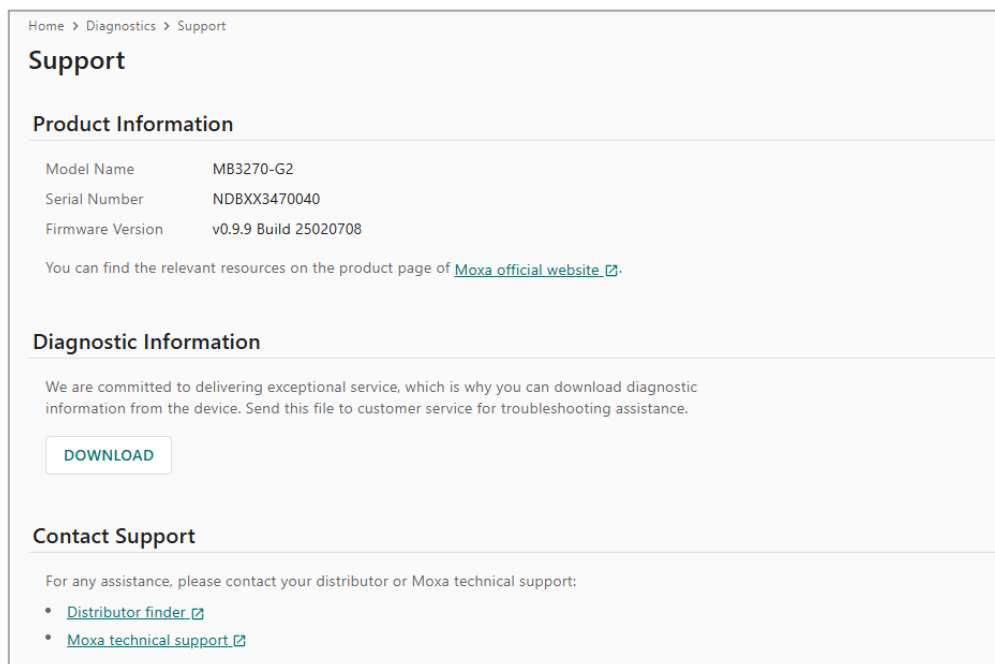 Home > Diagnostics > Support
Support
Product Information
Model Name MB3270-G2
Serial Number NDBXX3470040
Firmware Version v0.9.9 Build 25020708
You can find the relevant resources on the product page of Moxa official website.
Diagnostic Information
We are committed to delivering exceptional service, which is why you can download diagnostic
information from the device. Send this file to customer service for troubleshooting assistance.
DOWNLOAD
Contact Support
For any assistance, please contact your distributor or Moxa technical support:
• Distributor finder
• Moxa technical support